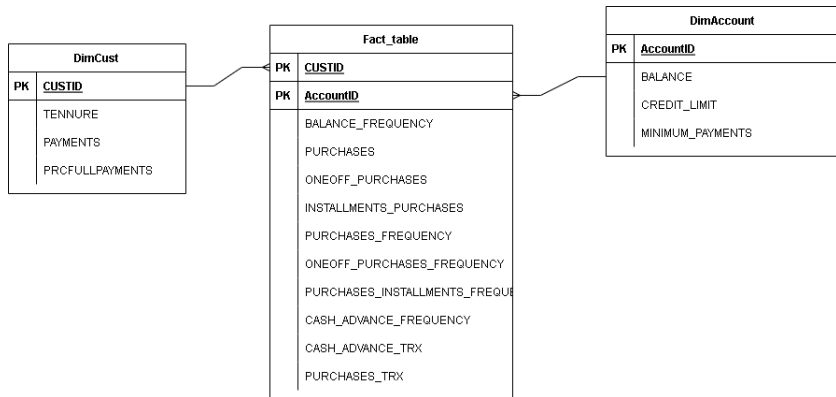 DimCust
PK CUSTID
TENNURE
PAYMENTS
PRCFULLPAYMENTS
Fact_table
PK CUSTID
PK AccountID
BALANCE_FREQUENCY
PURCHASES
ONEOFF_PURCHASES
INSTALLMENTS_PURCHASES
PURCHASES_FREQUENCY
ONEOFF_PURCHASES_FREQUENCY
PURCHASES_INSTALLMENTS_FREQUE
CASH_ADVANCE_FREQUENCY
CASH_ADVANCE_TRX
PURCHASES_TRX
DimAccount
PK AccountID
BALANCE
CREDIT_LIMIT
MINIMUM_PAYMENTS